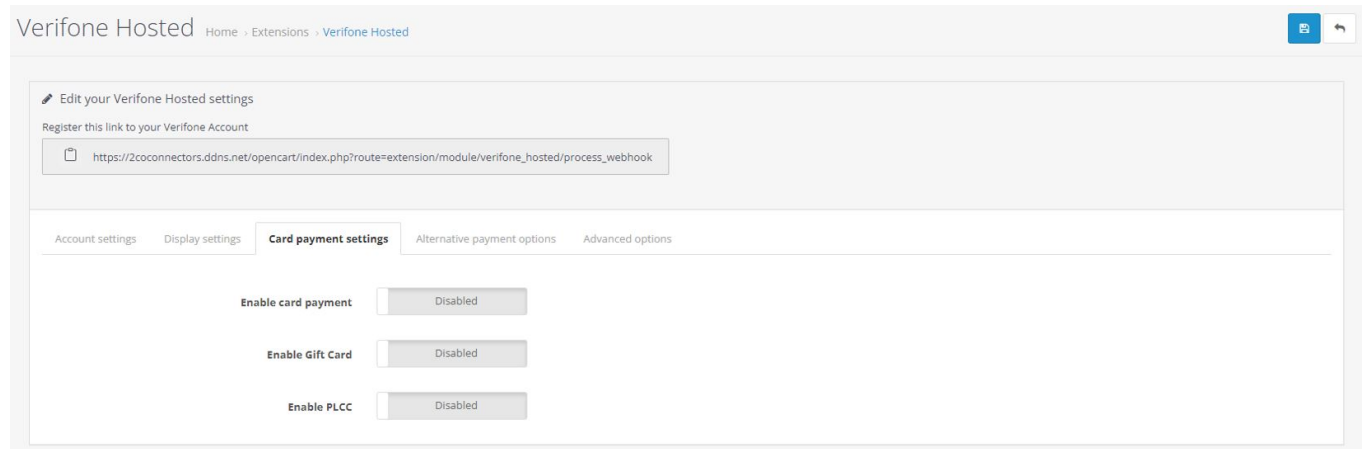 Verifone Hosted Home › Extensions › Verifone Hosted
Edit your Verifone Hosted settings
Register this link to your Verifone Account
https://2coconnectors.ddns.net/opencart/index.php?route=extension/module/verifone_hosted/process_webhook
Account settings Display settings Card payment settings Alternative payment options Advanced options
Enable card payment Disabled
Enable Gift Card Disabled
Enable PLCC Disabled